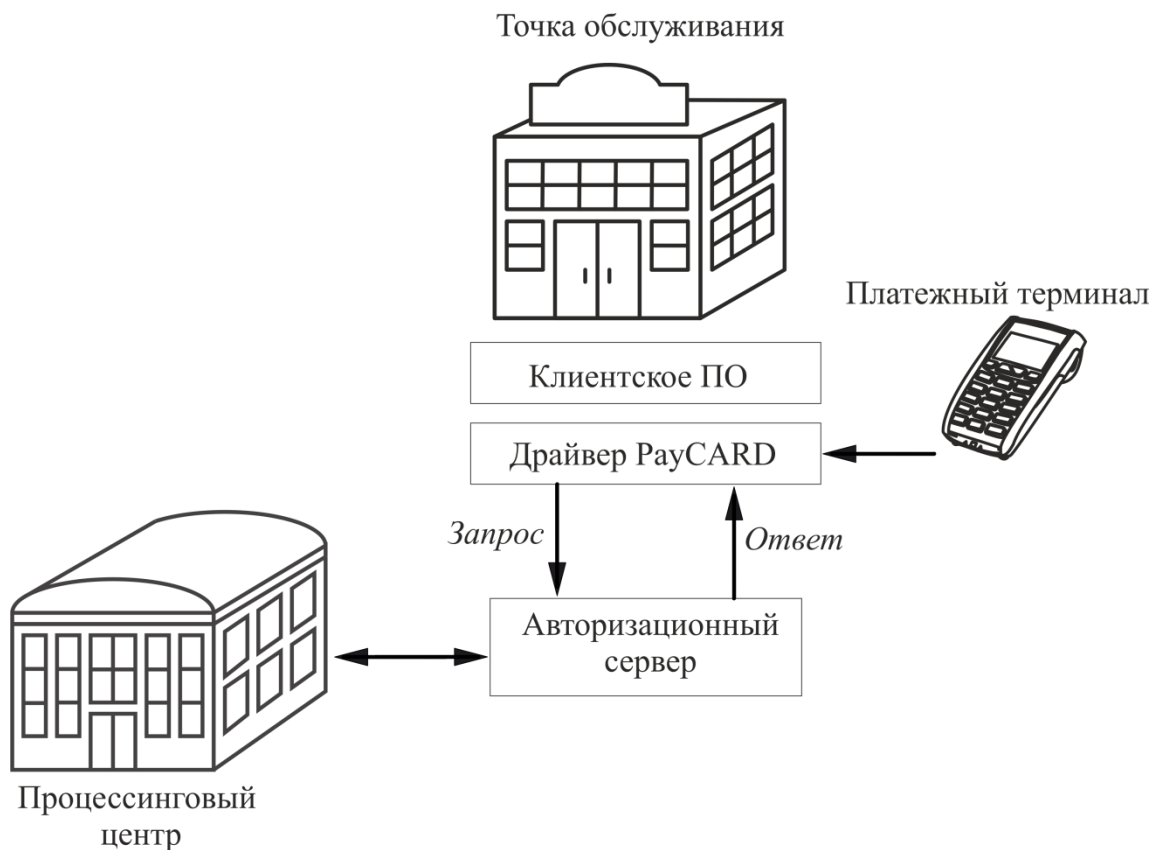 Точка обслуживания
Платежный терминал
Клиентское ПО
Драйвер PayCARD
Запрос
Ответ
Авторизационный
сервер
Процессинговый
центр